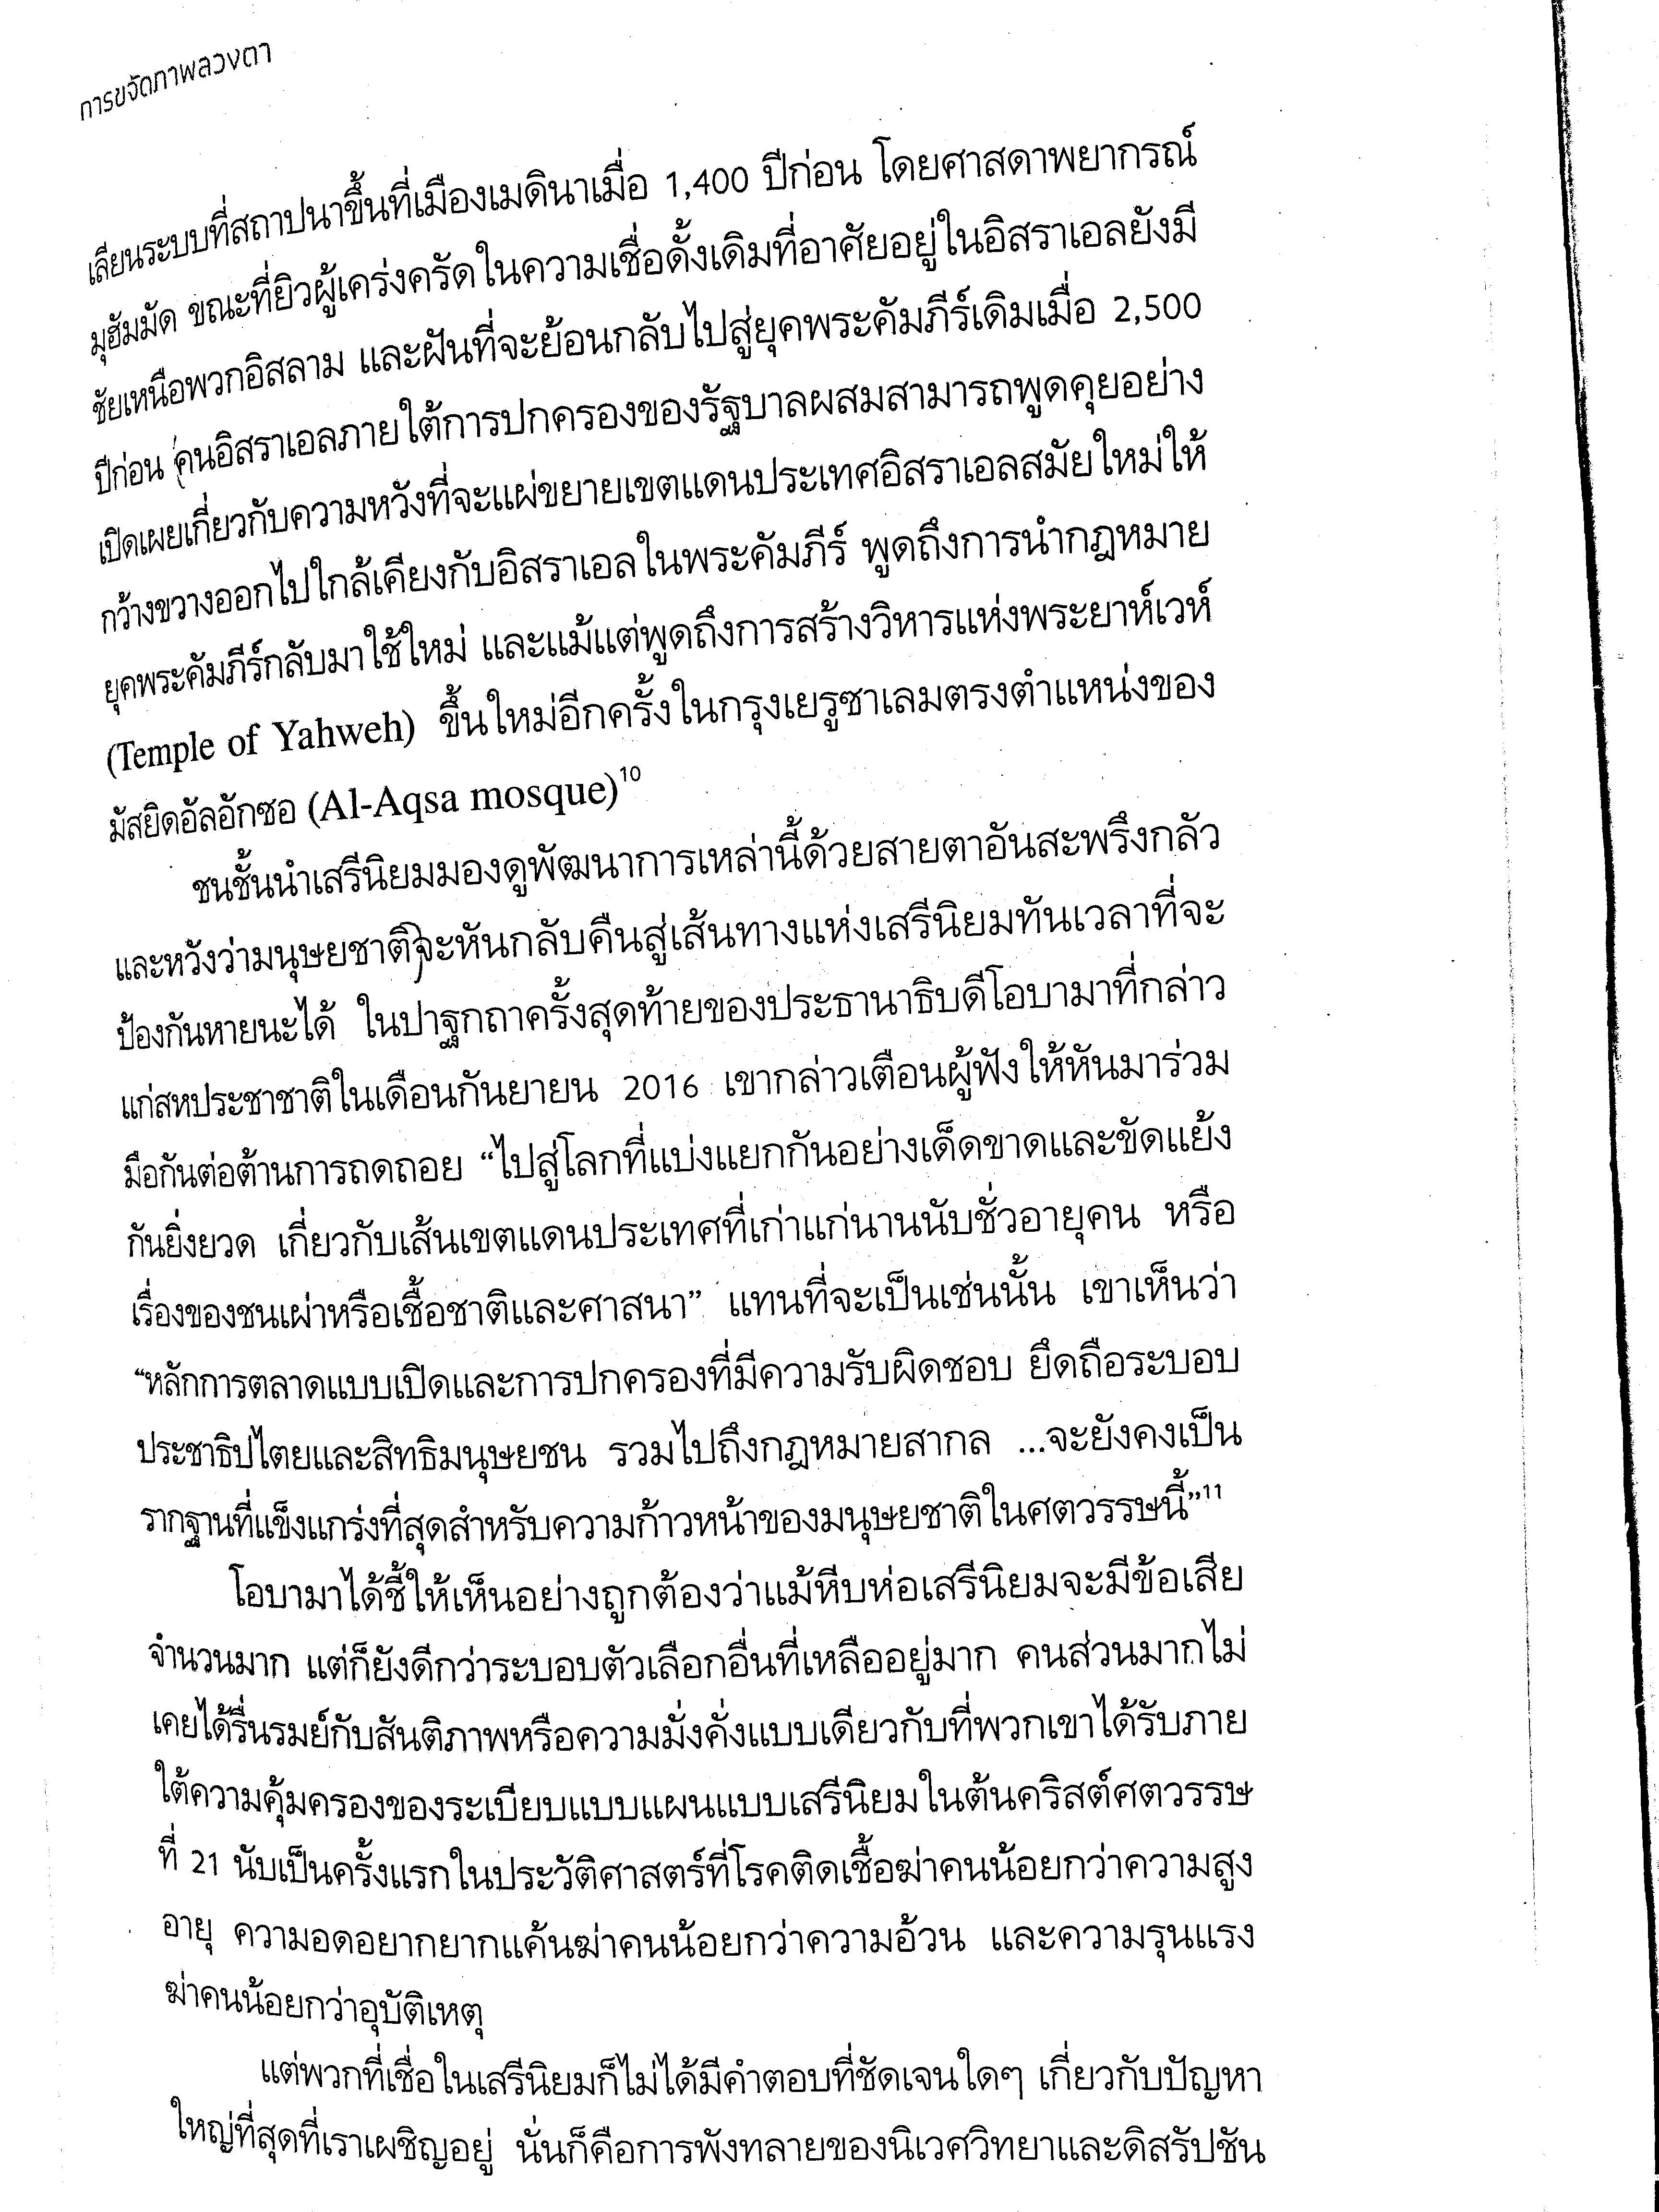 การขจัดภาพลวงตา
เลียนระบบที่สถาปนาขึ้นที่เมืองเมดินาเมื่อ 1,400 ปีก่อน โดยศาสดาพยากรณ์
มุฮัมมัด ขณะที่ยิวผู้เคร่งครัดในความเชื่อดั้งเดิมที่อาศัยอยู่ในอิสราเอลยังมี
ชัยเหนือพวกอิสลาม และฝันที่จะย้อนกลับไปสู่ยุคพระคัมภีร์เดิมเมื่อ 2,500
ปีก่อน คนอิสราเอลภายใต้การปกครองของรัฐบาลผสมสามารถพูดคุยอย่าง
เปิดเผยเกี่ยวกับความหวังที่จะแผ่ขยายเขตแดนประเทศอิสราเอลสมัยใหม่ให้
กว้างขวางออกไปใกล้เคียงกับอิสราเอลในพระคัมภีร์ พูดถึงการนำกฎหมาย
ยุคพระคัมภีร์กลับมาใช้ใหม่ และแม้แต่พูดถึงการสร้างวิหารแห่งพระยาห์เวห์
(Temple of Yahweh) ขึ้นใหม่อีกครั้งในกรุงเยรูซาเลมตรงตำแหน่งของ
มัสยิดอัลอักซอ (Al-Aqsa mosque)10
ชนชั้นนำเสรีนิยมมองดูพัฒนาการเหล่านี้ด้วยสายตาอันสะพรึงกลัว
และหวังว่ามนุษยชาติจะหันกลับคืนสู่เส้นทางแห่งเสรีนิยมทันเวลาที่จะ
ป้องกันหายนะได้ ในปาฐกถาครั้งสุดท้ายของประธานาธิบดีโอบามาที่กล่าว
แก่สหประชาชาติในเดือนกันยายน 2016 เขากล่าวเตือนผู้ฟังให้หันมาร่วม
มือกันต่อต้านการถดถอย “ไปสู่โลกที่แบ่งแยกกันอย่างเด็ดขาดและขัดแย้ง
กันยิ่งยวด เกี่ยวกับเส้นเขตแดนประเทศที่เก่าแก่นานนับชั่วอายุคน หรือ
เรื่องของชนเผ่าหรือเชื้อชาติและศาสนา” แทนที่จะเป็นเช่นนั้น เขาเห็นว่า
“หลักการตลาดแบบเปิดและการปกครองที่มีความรับผิดชอบ ยึดถือระบอบ
ประชาธิปไตยและสิทธิมนุษยชน รวมไปถึงกฎหมายสากล ...จะยังคงเป็น
รากฐานที่แข็งแกร่งที่สุดสำหรับความก้าวหน้าของมนุษยชาติในศตวรรษนี้”11
โอบามาได้ชี้ให้เห็นอย่างถูกต้องว่าแม้หีบห่อเสรีนิยมจะมีข้อเสีย
จำนวนมาก แต่ก็ยังดีกว่าระบอบตัวเลือกอื่นที่เหลืออยู่มาก คนส่วนมากไม่
เคยได้รื่นรมย์กับสันติภาพหรือความมั่งคั่งแบบเดียวกับที่พวกเขาได้รับภาย
ใต้ความคุ้มครองของระเบียบแบบแผนแบบเสรีนิยมในต้นคริสต์ศตวรรษ
ที่ 21 นับเป็นครั้งแรกในประวัติศาสตร์ที่โรคติดเชื้อฆ่าคนน้อยกว่าความสูง
อายุ ความอดอยากยากแค้นฆ่าคนน้อยกว่าความอ้วน และความรุนแรง
ฆ่าคนน้อยกว่าอุบัติเหตุ
แต่พวกที่เชื่อในเสรีนิยมก็ไม่ได้มีคำตอบที่ชัดเจนใดๆ เกี่ยวกับปัญหา
ใหญ่ที่สุดที่เราเผชิญอยู่ นั่นก็คือการพังทลายของนิเวศวิทยาและดิสรัปชัน